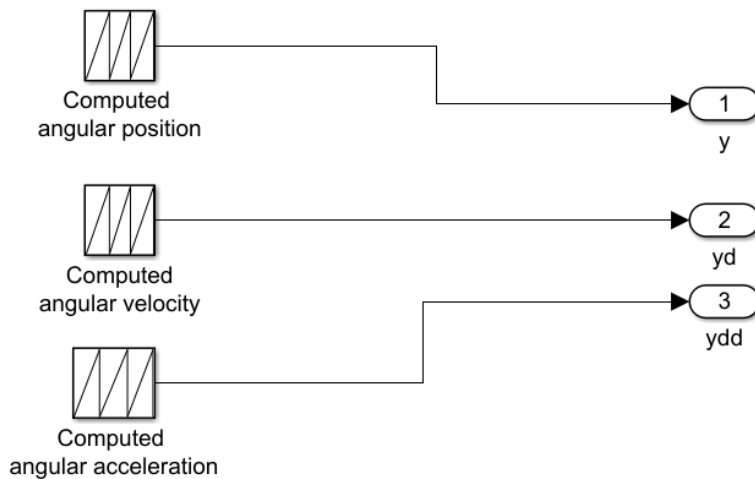 Computed
angular position
1
y
Computed
angular velocity
2
yd
3
ydd
Computed
angular acceleration